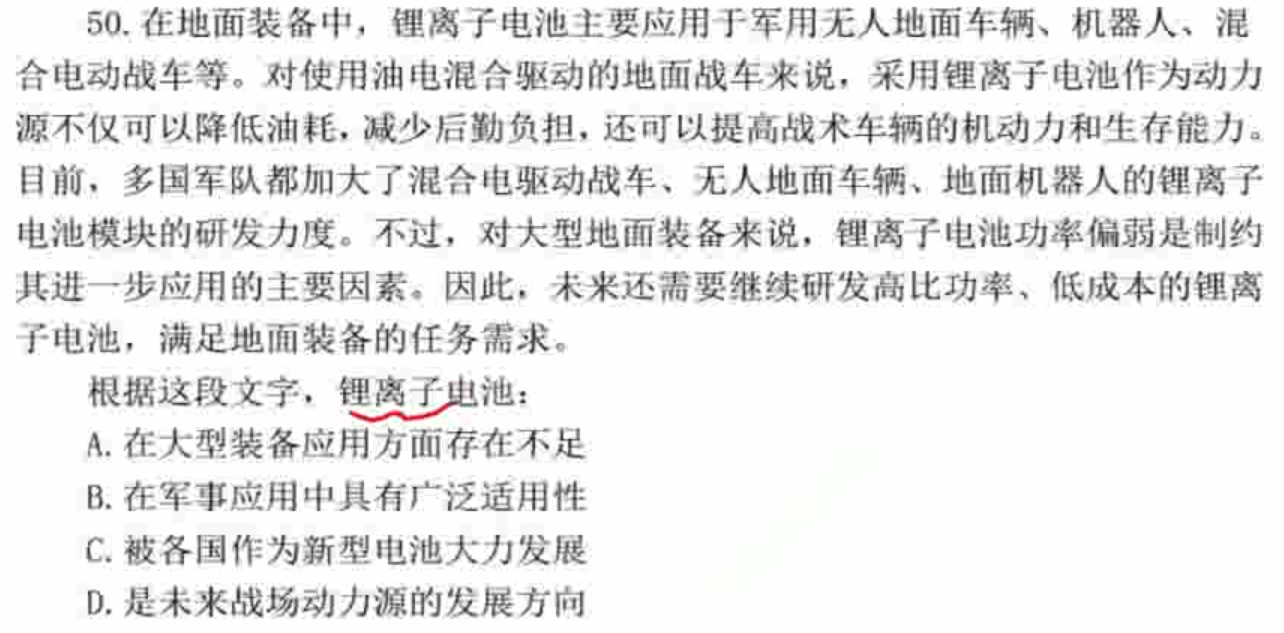 50. 在地面装备中，锂离子电池主要应用于军用无人地面车辆、机器人、混
合电动战车等。对使用油电混合驱动的地面战车来说，采用锂离子电池作为动力
源不仅可以降低油耗，减少后勤负担，还可以提高战术车辆的机动力和生存能力。
目前，多国军队都加大了混合电驱动战车、无人地面车辆、地面机器人的锂离子
电池模块的研发力度。不过，对大型地面装备来说，锂离子电池功率偏弱是制约
其进一步应用的主要因素。因此，未来还需要继续研发高比功率、低成本的锂离
子电池，满足地面装备的任务需求。
根据这段文字，锂离子电池：
A. 在大型装备应用方面存在不足
B. 在军事应用中具有广泛适用性
C. 被各国作为新型电池大力发展
D. 是未来战场动力源的发展方向